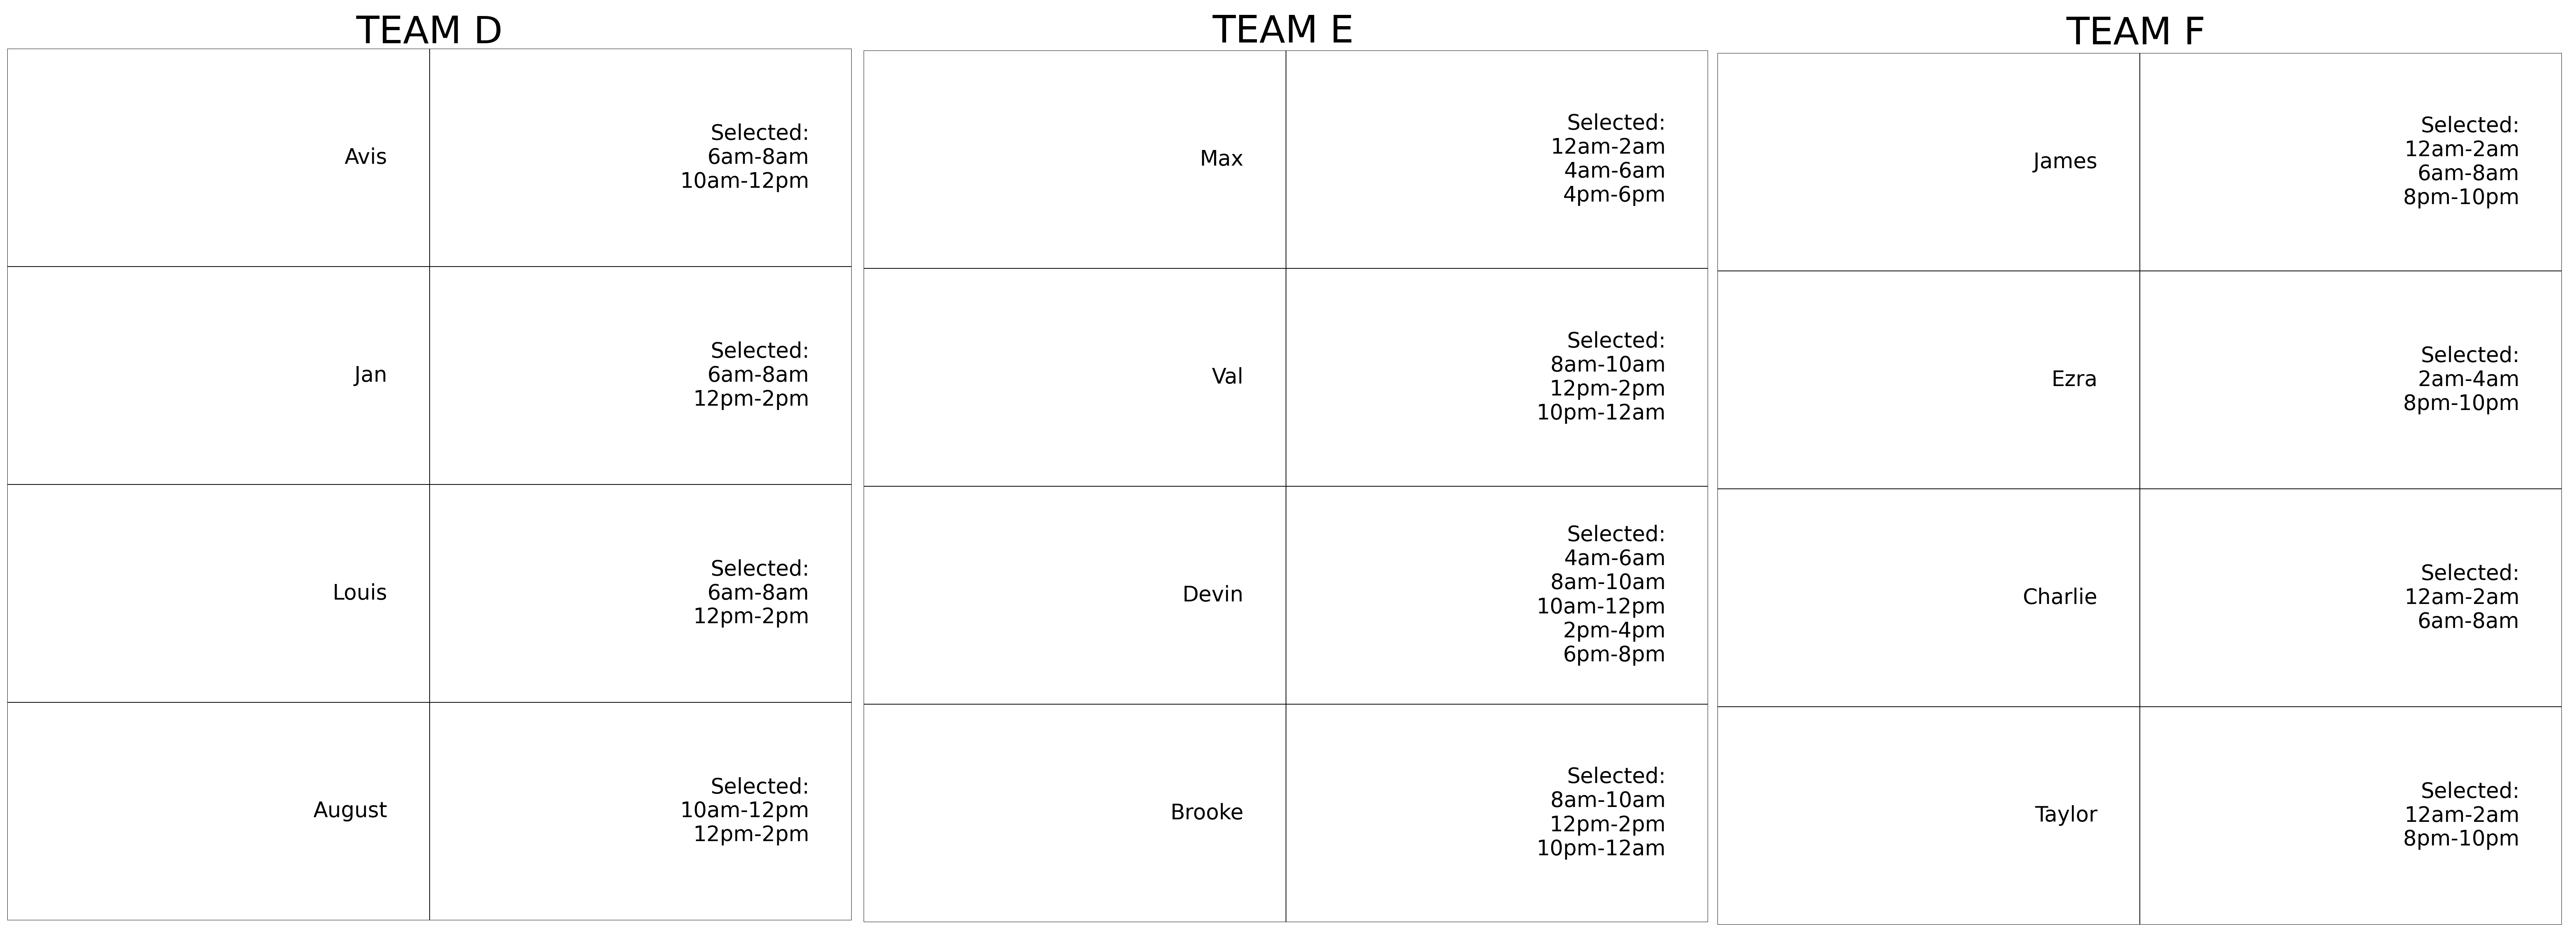 TEAM D
Avis
Selected:
6am-8am
10am-12pm
Jan
Selected:
6am-8am
12pm-2pm
Louis
Selected:
6am-8am
12pm-2pm
August
Selected:
10am-12pm
12pm-2pm
TEAM E
Max
Selected:
12am-2am
4am-6am
4pm-6pm
Val
Selected:
8am-10am
12pm-2pm
10pm-12am
Devin
Selected:
4am-6am
8am-10am
10am-12pm
2pm-4pm
6pm-8pm
Brooke
Selected:
8am-10am
12pm-2pm
10pm-12am
TEAM F
James
Selected:
12am-2am
6am-8am
8pm-10pm
Ezra
Selected:
2am-4am
8pm-10pm
Charlie
Selected:
12am-2am
6am-8am
Taylor
Selected:
12am-2am
8pm-10pm